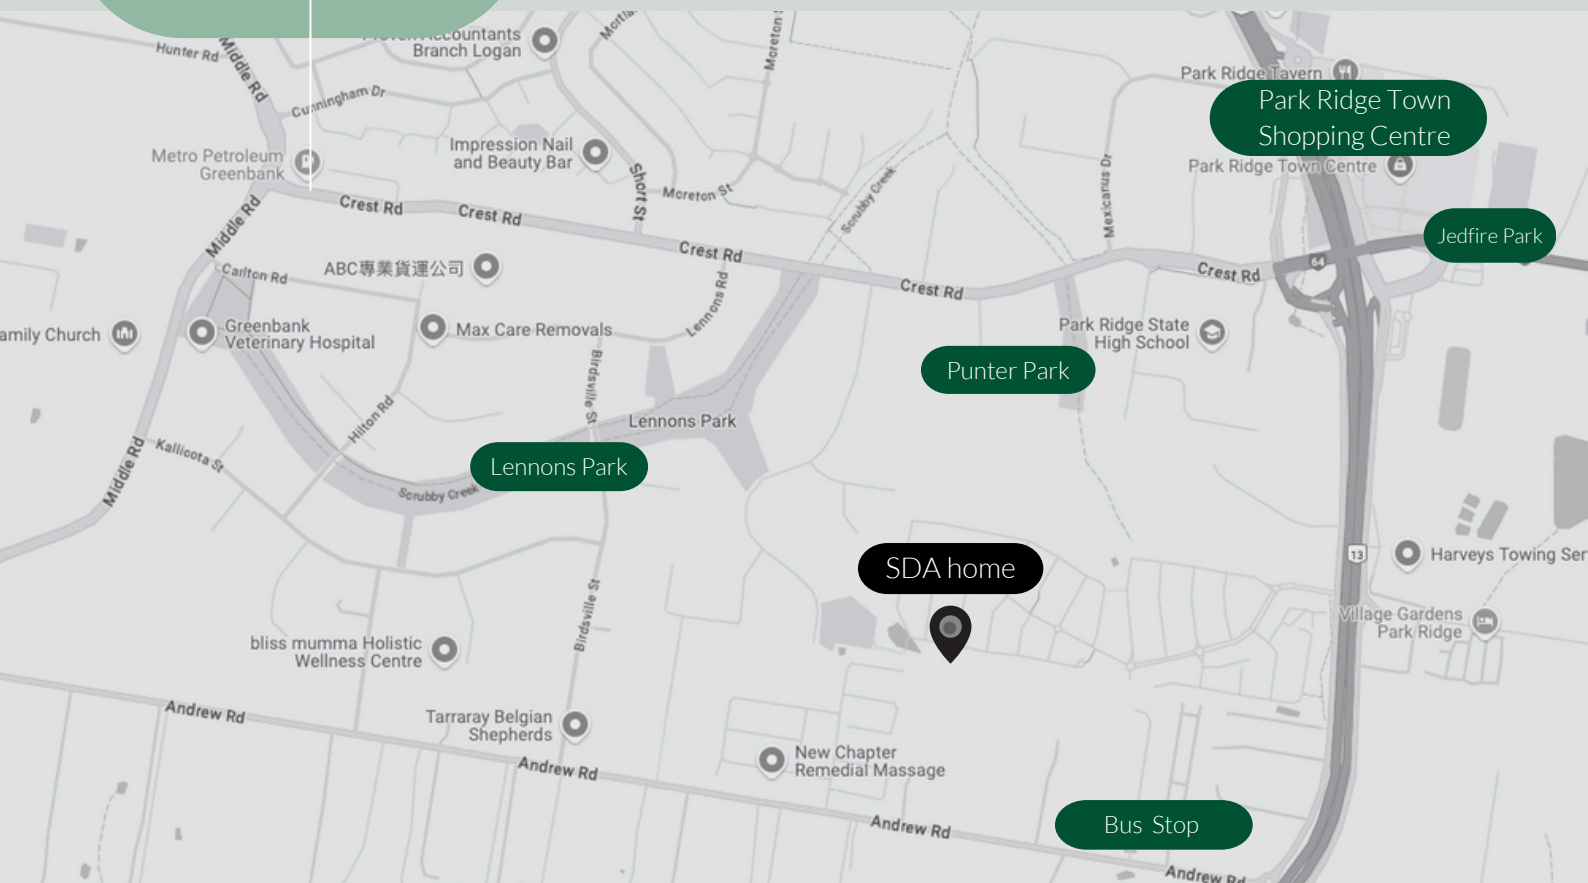 Proven Accountants
Branch Logan
Hunter Rd
Middle Rd
Moreton
Park Ridge Tavern
Park Ridge Town
Shopping Centre
Cunningham Dr
Impression Nail
and Beauty Bar
Metro Petroleum
Greenbank
Park Ridge Town Centre
Short St
Moreton St
Scrubby Creek
Mexicanus Dr
Crest Rd
Crest Rd
Middle Rd
Crest Rd
Jedfire Park
Carlton Rd
ABC專業貨運公司
64
Crest Rd
Crest Rd
Lennons Rd
amily Church
Greenbank
Veterinary Hospital
Max Care Removals
Park Ridge State
High School
Punter Park
Birdsville St
Hilton Rd
Lennons Park
Kallicota St
Middle Rd
Lennons Park
Scrubby Creek
13
Harveys Towing Ser
SDA home
Birdsville St
Village Gardens
Park Ridge
bliss mumma Holistic
Wellness Centre
Andrew Rd
Tarraray Belgian
Shepherds
New Chapter
Remedial Massage
Andrew Rd
Andrew Rd
Bus Stop
Andrew Rd